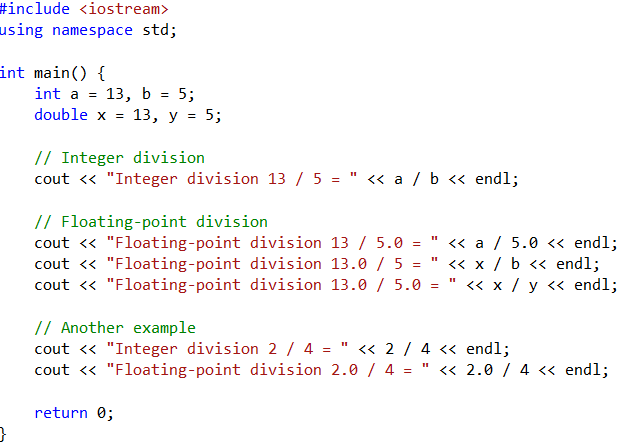 #include <iostream>
using namespace std;
int main() {
int a = 13, b = 5;
double x = 13, y = 5;
// Integer division
cout << "Integer division 13 / 5 = " << a / b << endl;
// Floating-point division
cout << "Floating-point division 13 / 5.0 = " << a / 5.0 << endl;
cout << "Floating-point division 13.0 / 5 = " << x / b << endl;
cout << "Floating-point division 13.0 / 5.0 = " << x / y << endl;
// Another example
cout << "Integer division 2 / 4 = " << 2 / 4 << endl;
cout << "Floating-point division 2.0 / 4 = " << 2.0 / 4 << endl;
return 0;
}